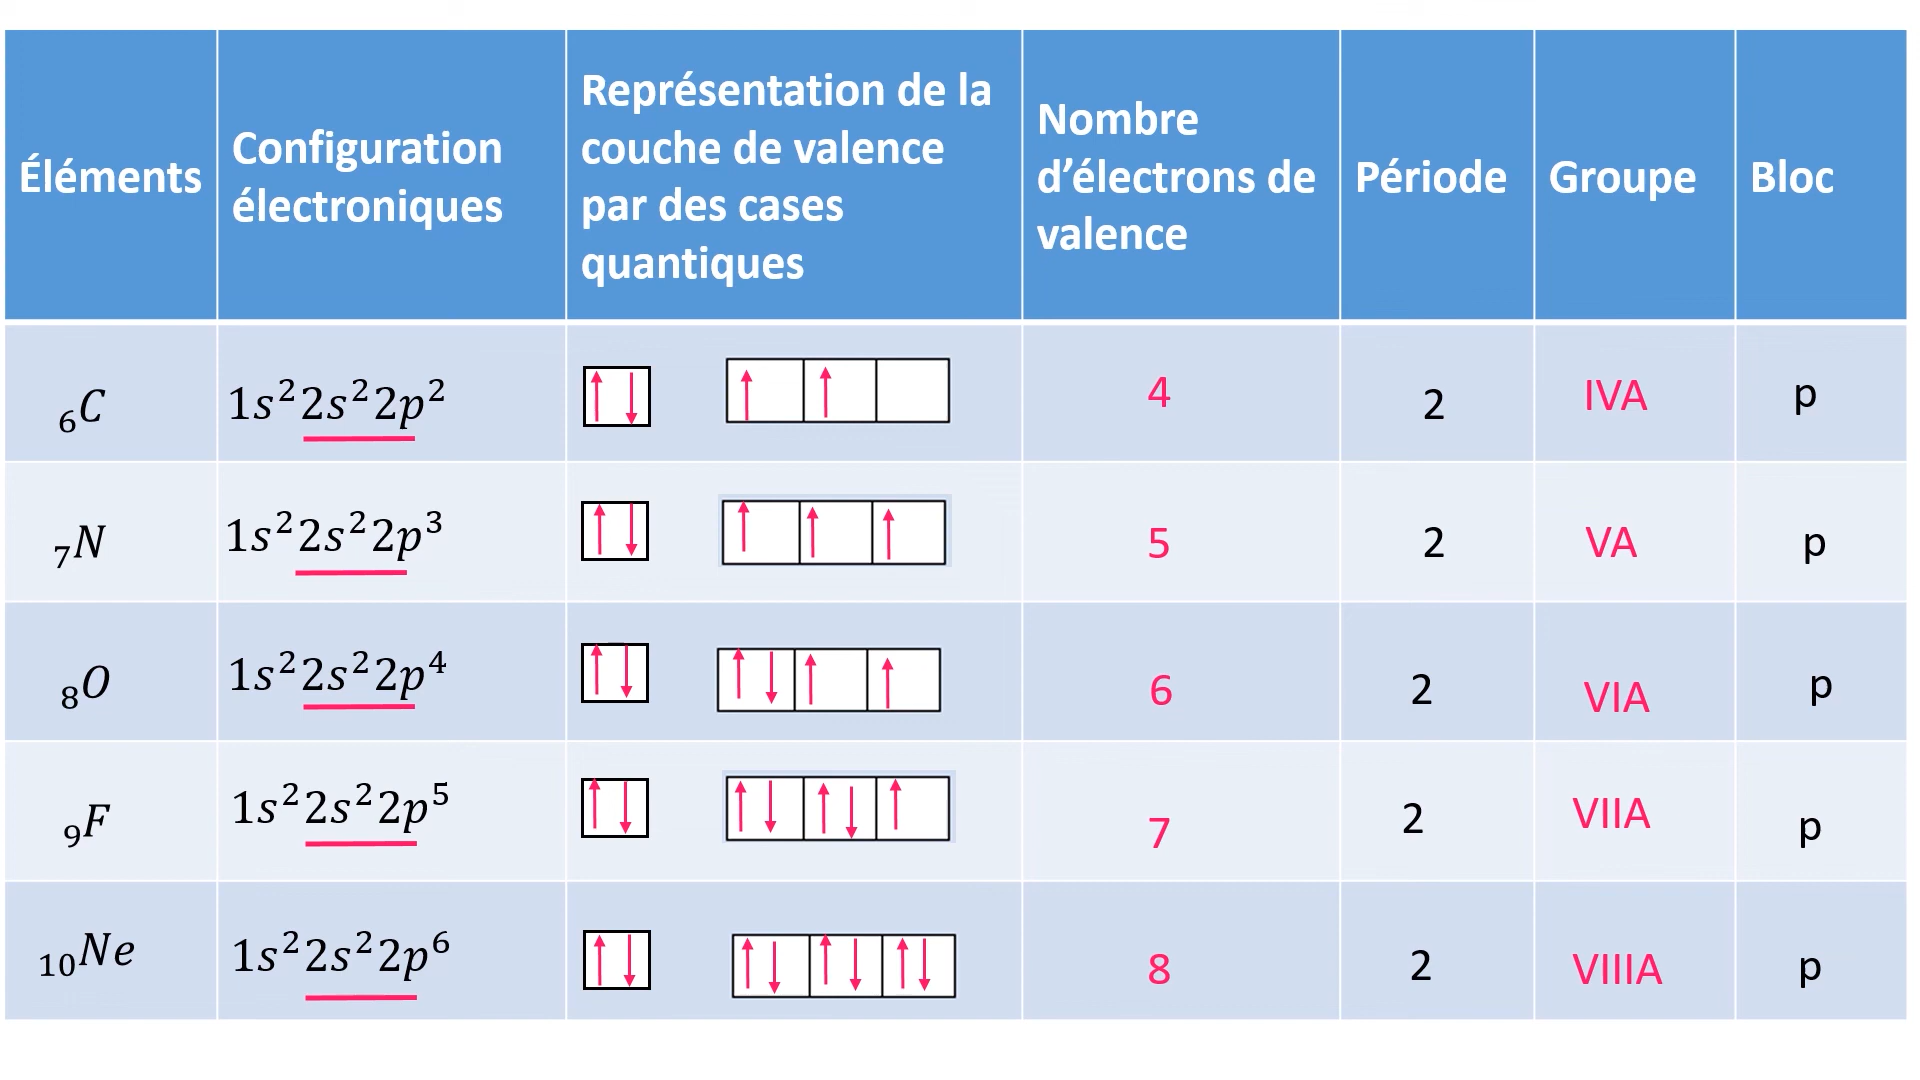 Éléments
Configuration
électroniques
Représentation de la
couche de valence
par des cases
quantiques
Nombre
d’électrons de
valence
Période
Groupe
Bloc
₆C 1s²2s²2p² 4 2 IVA p
₇N 1s²2s²2p³ 5 2 VA p
₈O 1s²2s²2p⁴ 6 2 VIA p
₉F 1s²2s²2p⁵ 7 2 VIIA p
₁₀Ne 1s²2s²2p⁶ 8 2 VIIIA p